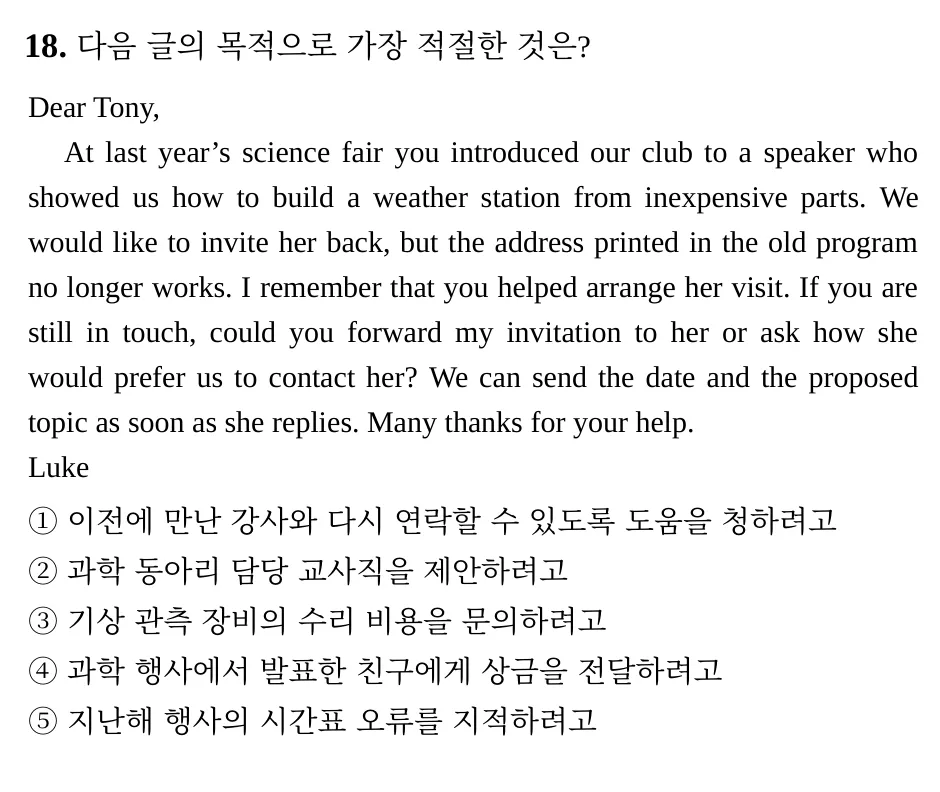 18. 다음 글의 목적으로 가장 적절한 것은?
Dear Tony,
At last year’s science fair you introduced our club to a speaker who
showed us how to build a weather station from inexpensive parts. We
would like to invite her back, but the address printed in the old program
no longer works. I remember that you helped arrange her visit. If you are
still in touch, could you forward my invitation to her or ask how she
would prefer us to contact her? We can send the date and the proposed
topic as soon as she replies. Many thanks for your help.
Luke
① 이전에 만난 강사와 다시 연락할 수 있도록 도움을 청하려고
② 과학 동아리 담당 교사직을 제안하려고
③ 기상 관측 장비의 수리 비용을 문의하려고
④ 과학 행사에서 발표한 친구에게 상금을 전달하려고
⑤ 지난해 행사의 시간표 오류를 지적하려고